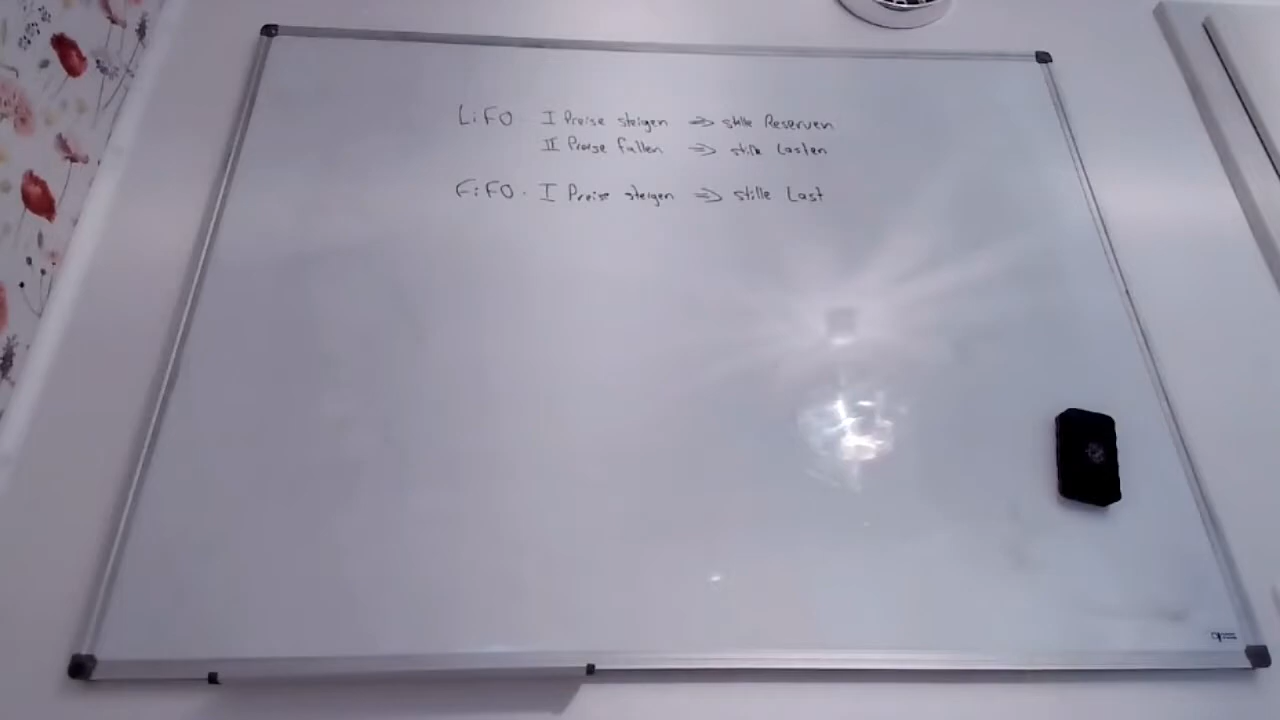 LiFO. I Preise steigen => stille Reserven
II Preise fallen => stille Lasten
FiFO. I Preise steigen => stille Last